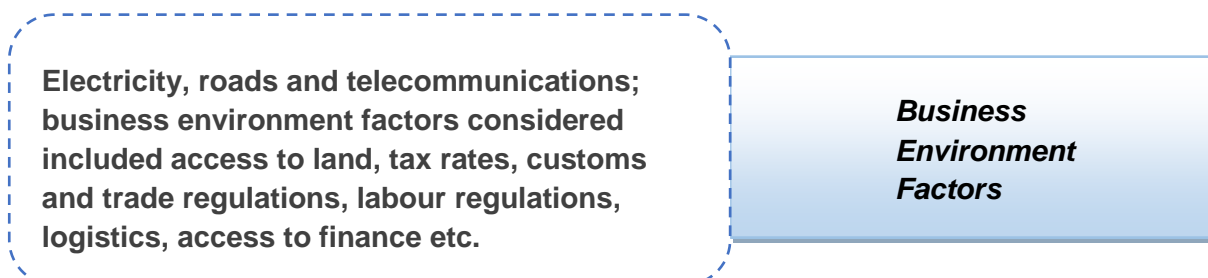 Electricity, roads and telecommunications;
business environment factors considered
included access to land, tax rates, customs
and trade regulations, labour regulations,
logistics, access to finance etc.
Business
Environment
Factors